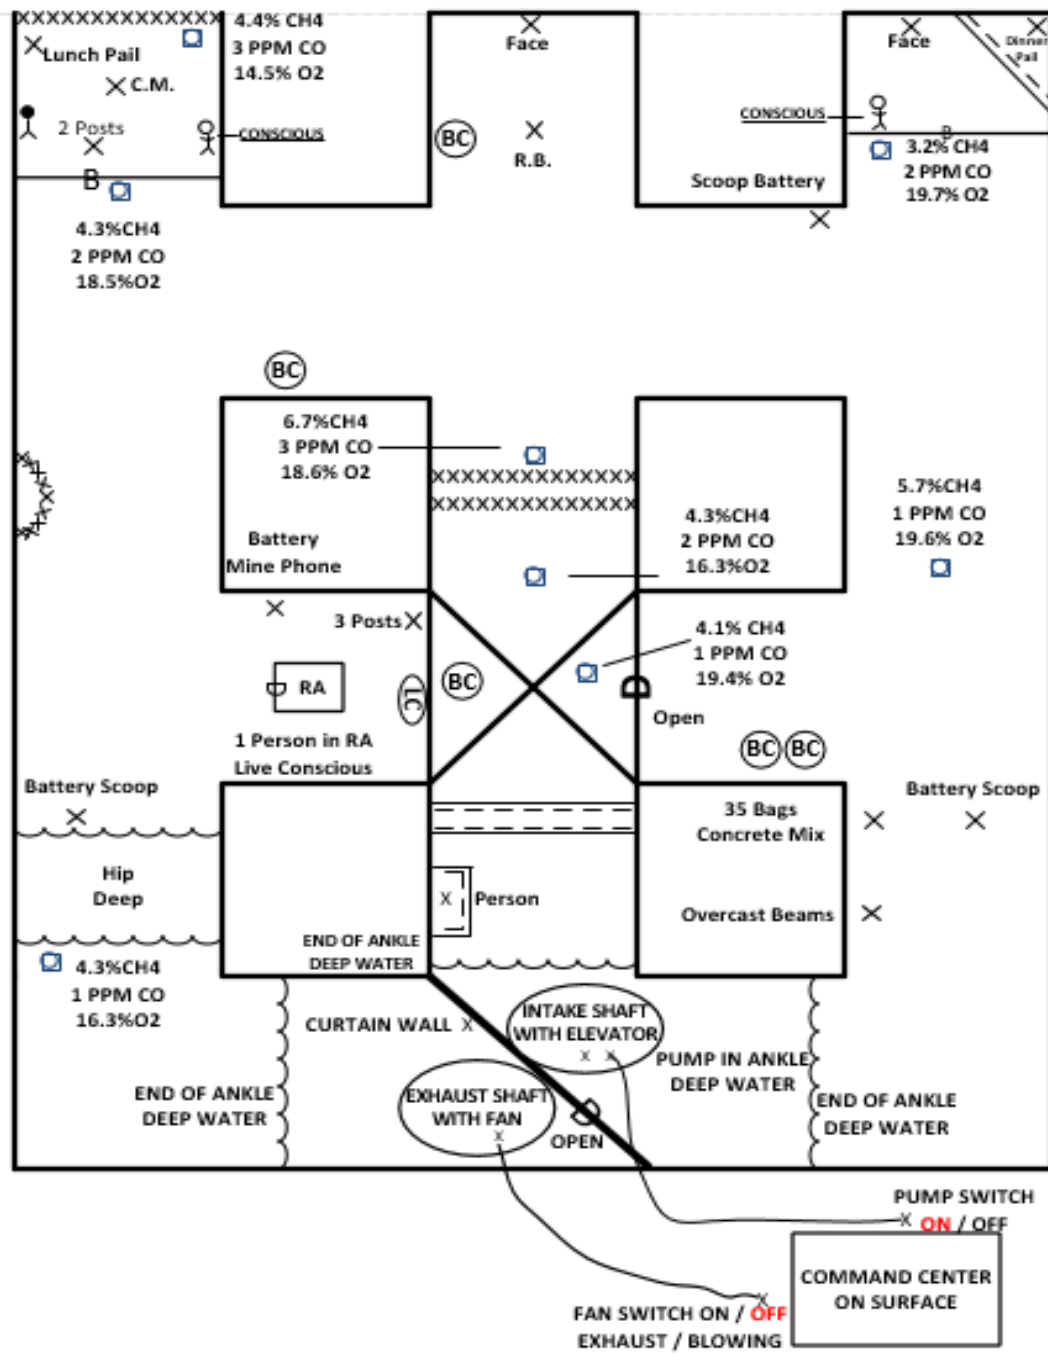 4.4% CH4
3 PPM CO
14.5% O2
Lunch Pail
C.M.
2 Posts
CONSCIOUS
B
4.3%CH4
2 PPM CO
18.5%O2
Face
BC
R.B.
Face
Dinner
Pail
CONSCIOUS
B
3.2% CH4
2 PPM CO
19.7% O2
Scoop Battery
BC
6.7%CH4
3 PPM CO
18.6% O2
XXXXXXXXXXXXX
XXXXXXXXXXXXX
Battery
Mine Phone
4.3%CH4
2 PPM CO
16.3%O2
5.7%CH4
1 PPM CO
19.6% O2
3 Posts
RA
LC
BC
4.1% CH4
1 PPM CO
19.4% O2
Open
1 Person in RA
Live Conscious
BC BC
Battery Scoop
Hip
Deep
4.3%CH4
1 PPM CO
16.3%O2
35 Bags
Concrete Mix
Battery Scoop
X Person
Overcast Beams
END OF ANKLE
DEEP WATER
CURTAIN WALL X
INTAKE SHAFT
WITH ELEVATOR
X X
PUMP IN ANKLE
DEEP WATER
END OF ANKLE
DEEP WATER
EXHAUST SHAFT
WITH FAN
X
OPEN
END OF ANKLE
DEEP WATER
PUMP SWITCH
X ON / OFF
COMMAND CENTER
ON SURFACE
FAN SWITCH ON / OFF
EXHAUST / BLOWING